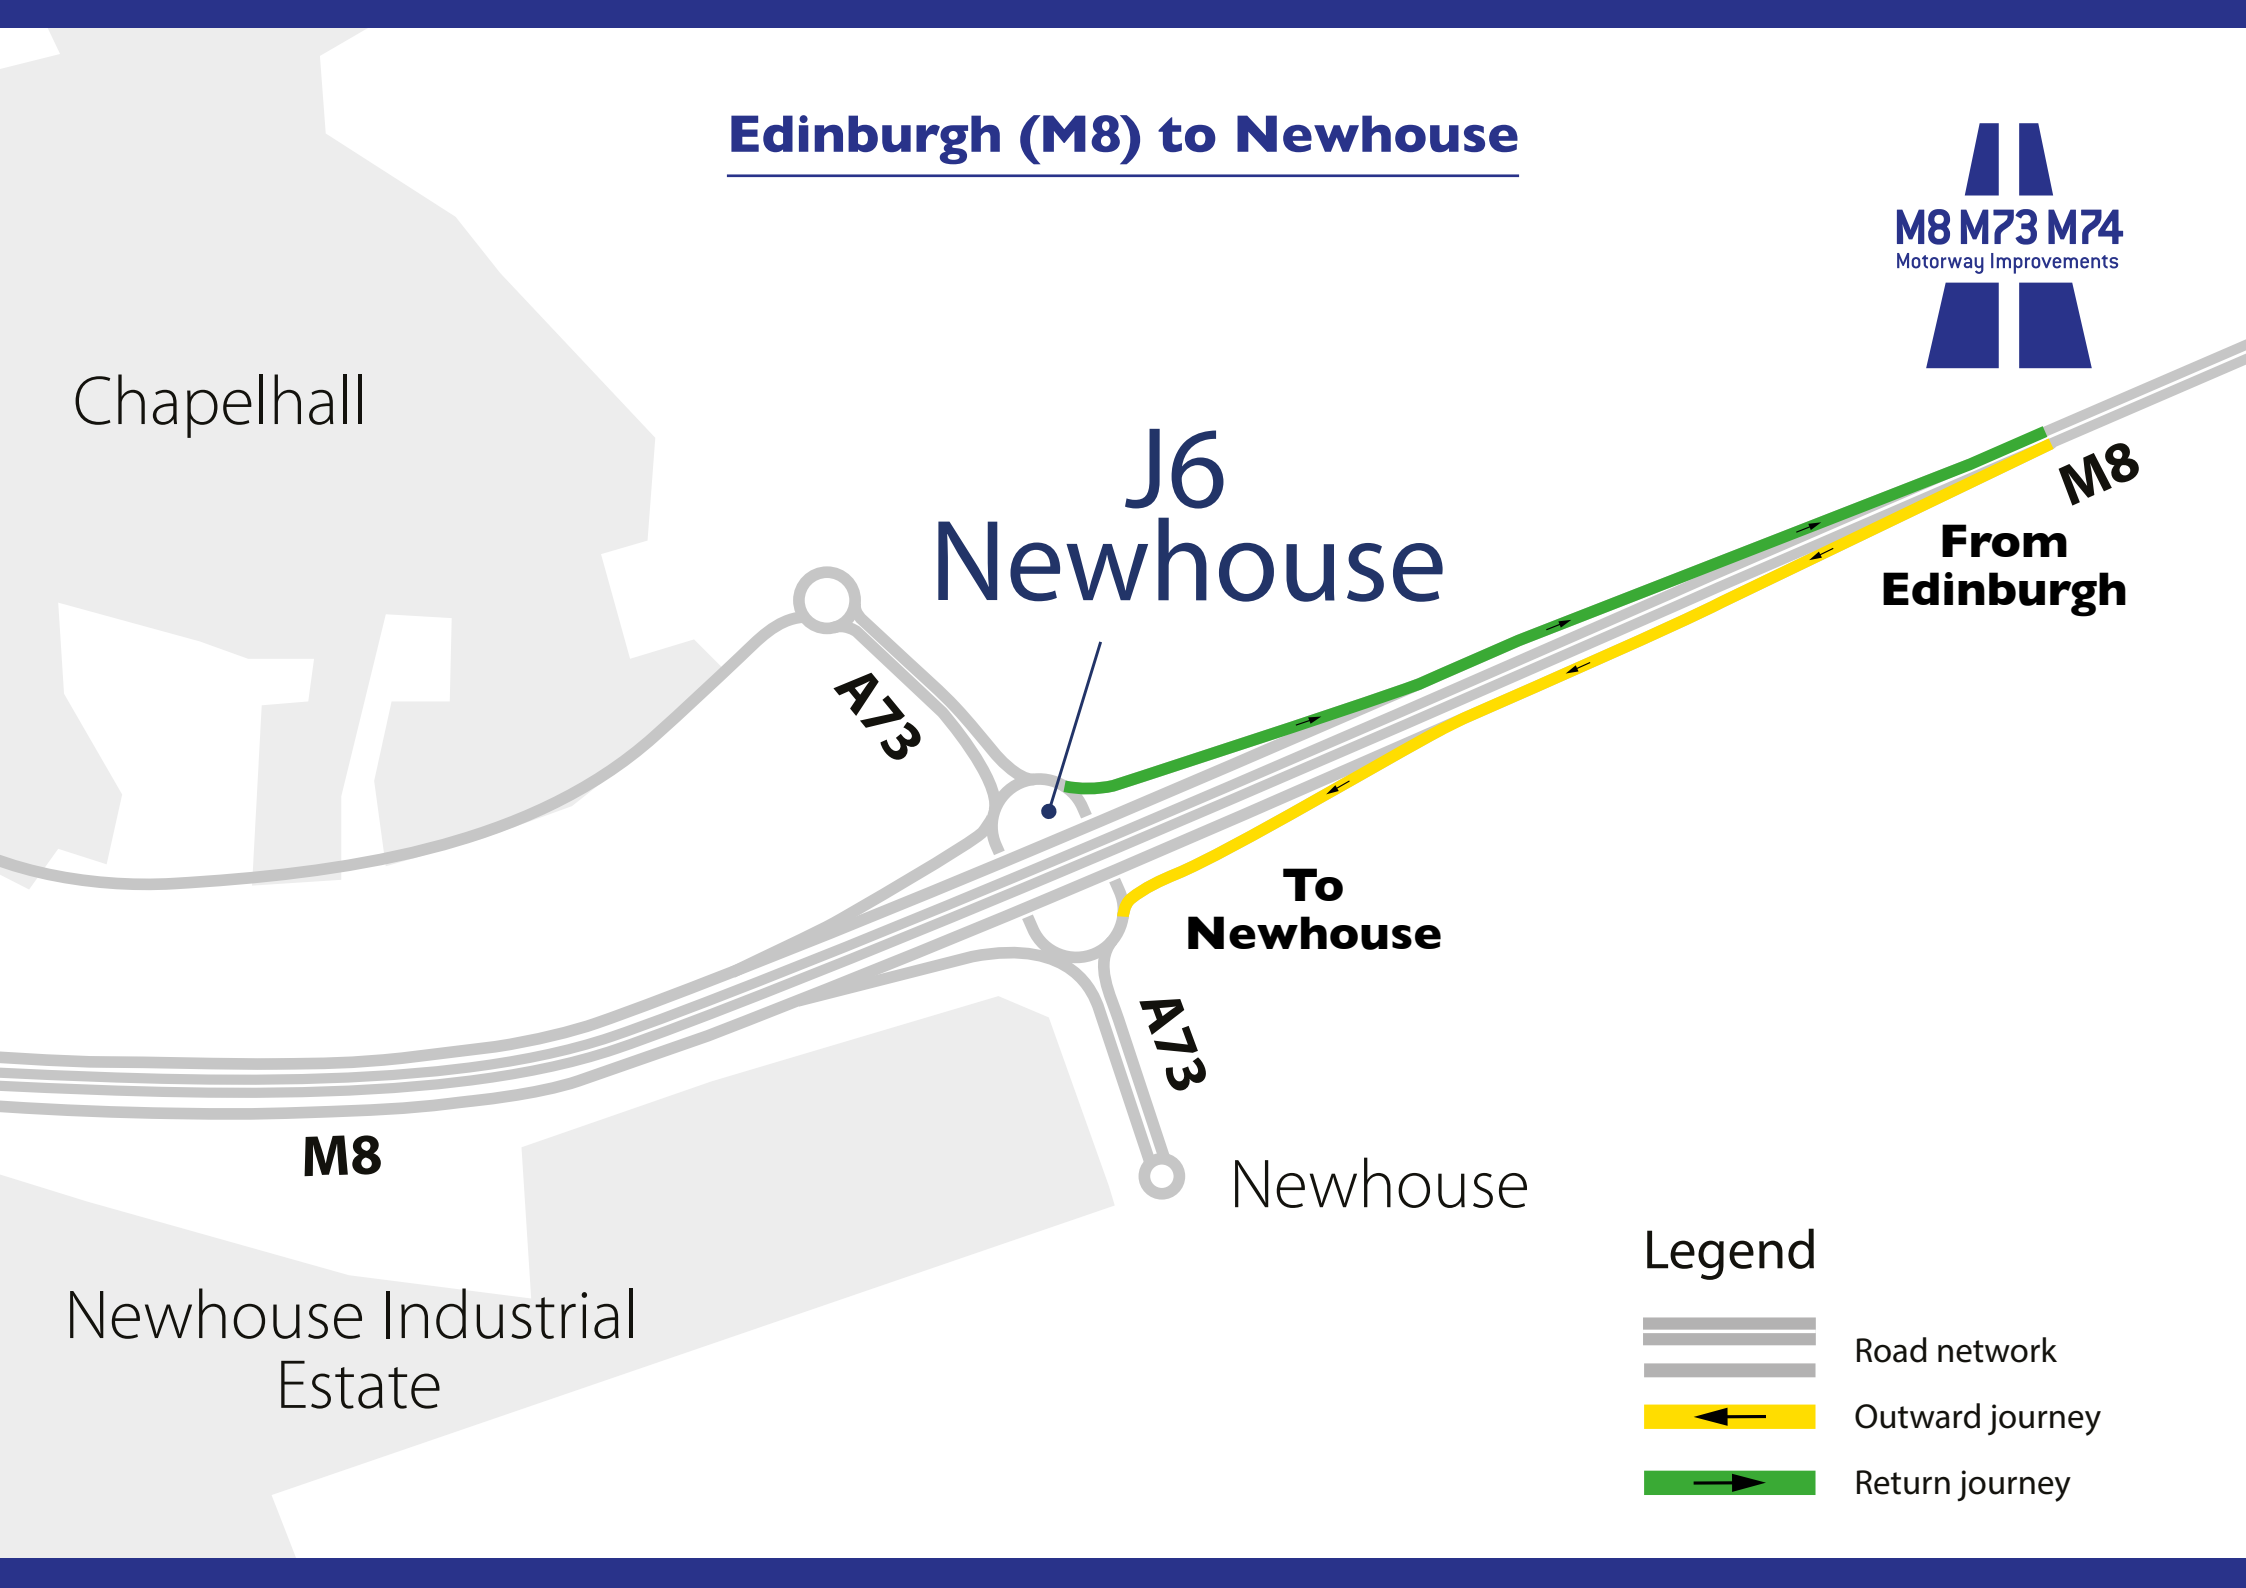 Edinburgh (M8) to Newhouse
M8 M73 M74
Motorway Improvements
Chapelhall
J6
Newhouse
M8
From
Edinburgh
A73
To
Newhouse
A73
M8
Newhouse
Newhouse Industrial
Estate
Legend
Road network
Outward journey
Return journey